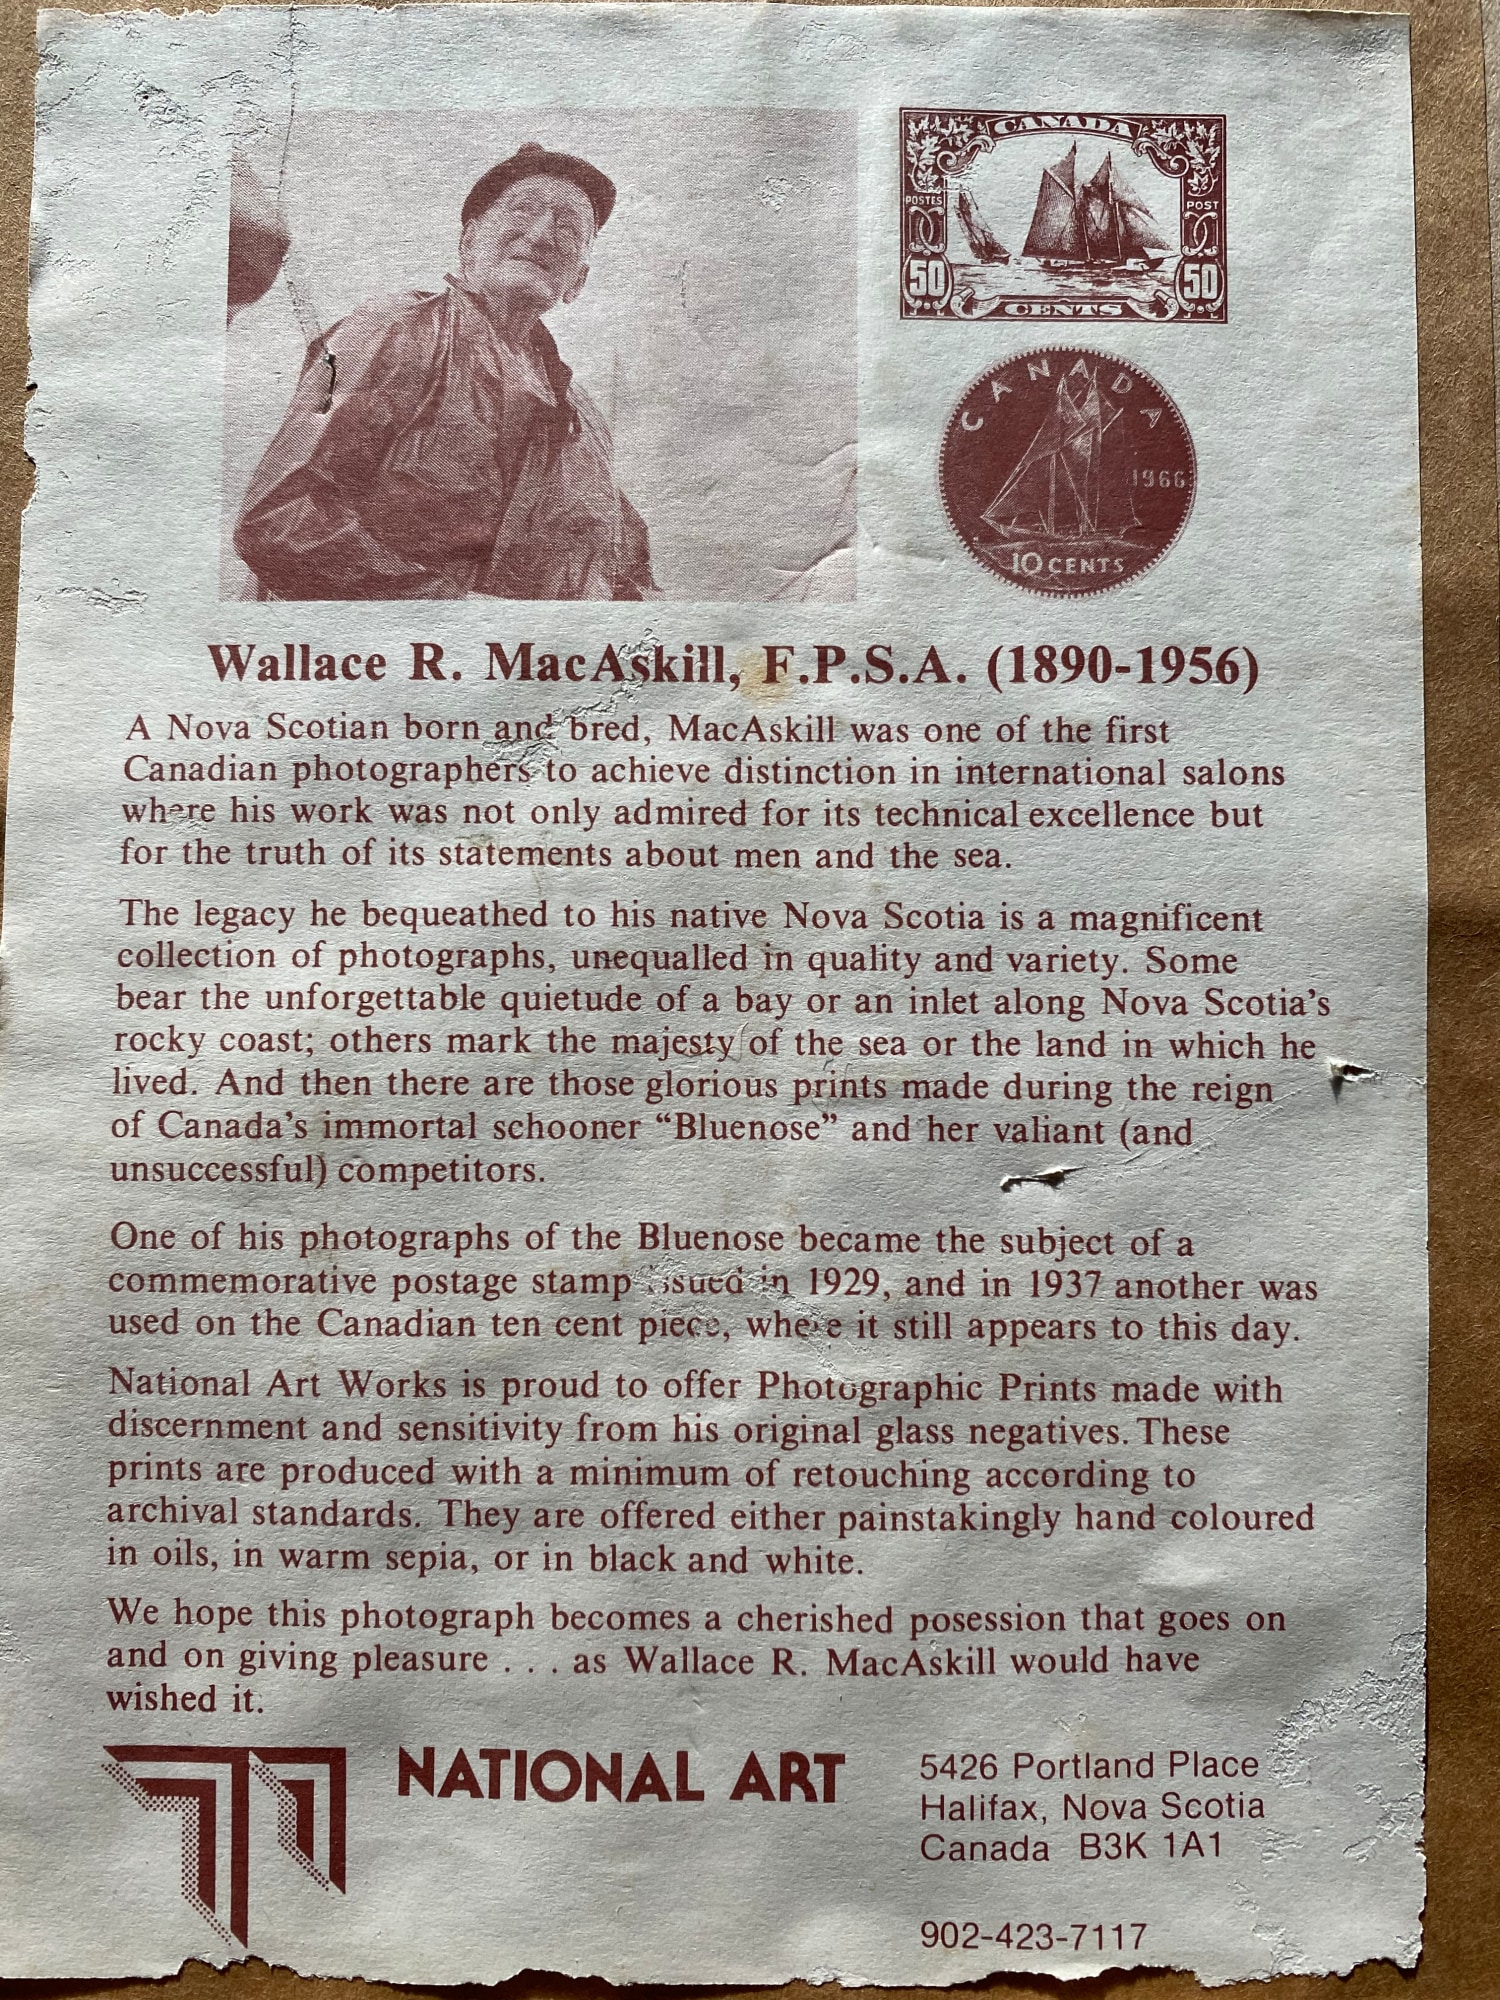 CANADA
POSTES
POST
50
50
CENTS
CANADA
1966
10 CENTS
Wallace R. MacAskill, F.P.S.A. (1890-1956)
A Nova Scotian born and bred, MacAskill was one of the first
Canadian photographers to achieve distinction in international salons
where his work was not only admired for its technical excellence but
for the truth of its statements about men and the sea.
The legacy he bequeathed to his native Nova Scotia is a magnificent
collection of photographs, unequalled in quality and variety. Some
bear the unforgettable quietude of a bay or an inlet along Nova Scotia's
rocky coast; others mark the majesty of the sea or the land in which he
lived. And then there are those glorious prints made during the reign
of Canada's immortal schooner “Bluenose” and her valiant (and
unsuccessful) competitors.
One of his photographs of the Bluenose became the subject of a
commemorative postage stamp issued in 1929, and in 1937 another was
used on the Canadian ten cent piece, where it still appears to this day.
National Art Works is proud to offer Photographic Prints made with
discernment and sensitivity from his original glass negatives. These
prints are produced with a minimum of retouching according to
archival standards. They are offered either painstakingly hand coloured
in oils, in warm sepia, or in black and white.
We hope this photograph becomes a cherished posession that goes on
and on giving pleasure . . . as Wallace R. MacAskill would have
wished it.
NATIONAL ART
5426 Portland Place
Halifax, Nova Scotia
Canada B3K 1A1
902-423-7117